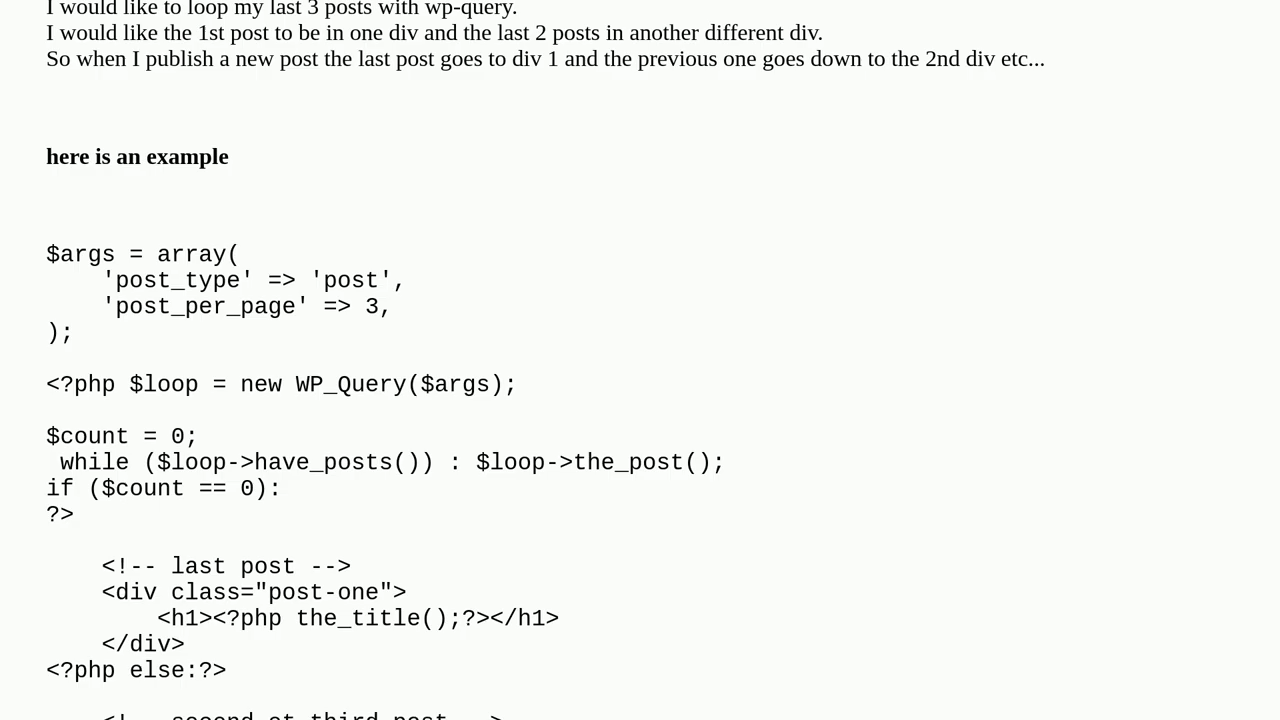 I would like to loop my last 3 posts with wp-query.
I would like the 1st post to be in one div and the last 2 posts in another different div.
So when I publish a new post the last post goes to div 1 and the previous one goes down to the 2nd div etc...
here is an example
$args = array(
    'post_type' => 'post',
    'post_per_page' => 3,
);
<?php $loop = new WP_Query($args);
$count = 0;
 while ($loop->have_posts()) : $loop->the_post();
if ($count == 0):
?>
    <!-- last post -->
    <div class="post-one">
        <h1><?php the_title();?></h1>
    </div>
<?php else:?>
    <!-- second et third post -->